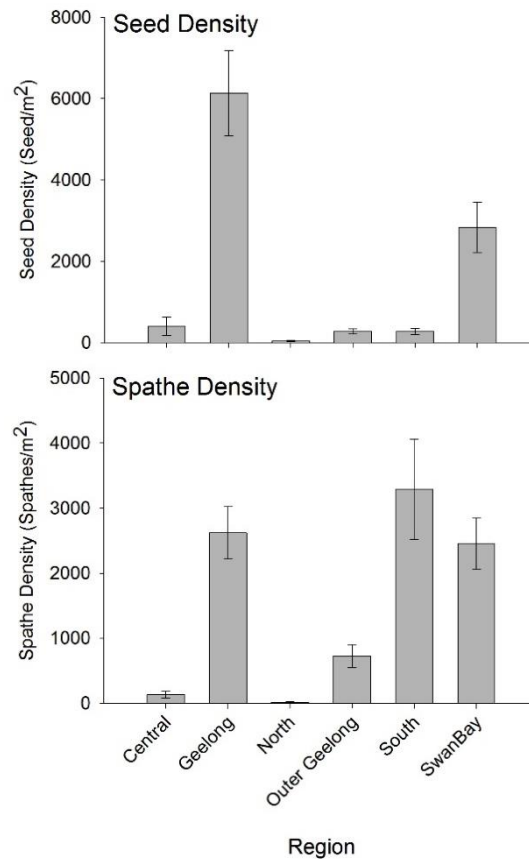 Seed Density
8000
6000
4000
2000
0
Seed Density (Seed/m²)
Spathe Density
5000
4000
3000
2000
1000
0
Spathe Density (Spathes/m²)
Central
Geelong
North
Outer Geelong
South
SwanBay
Region